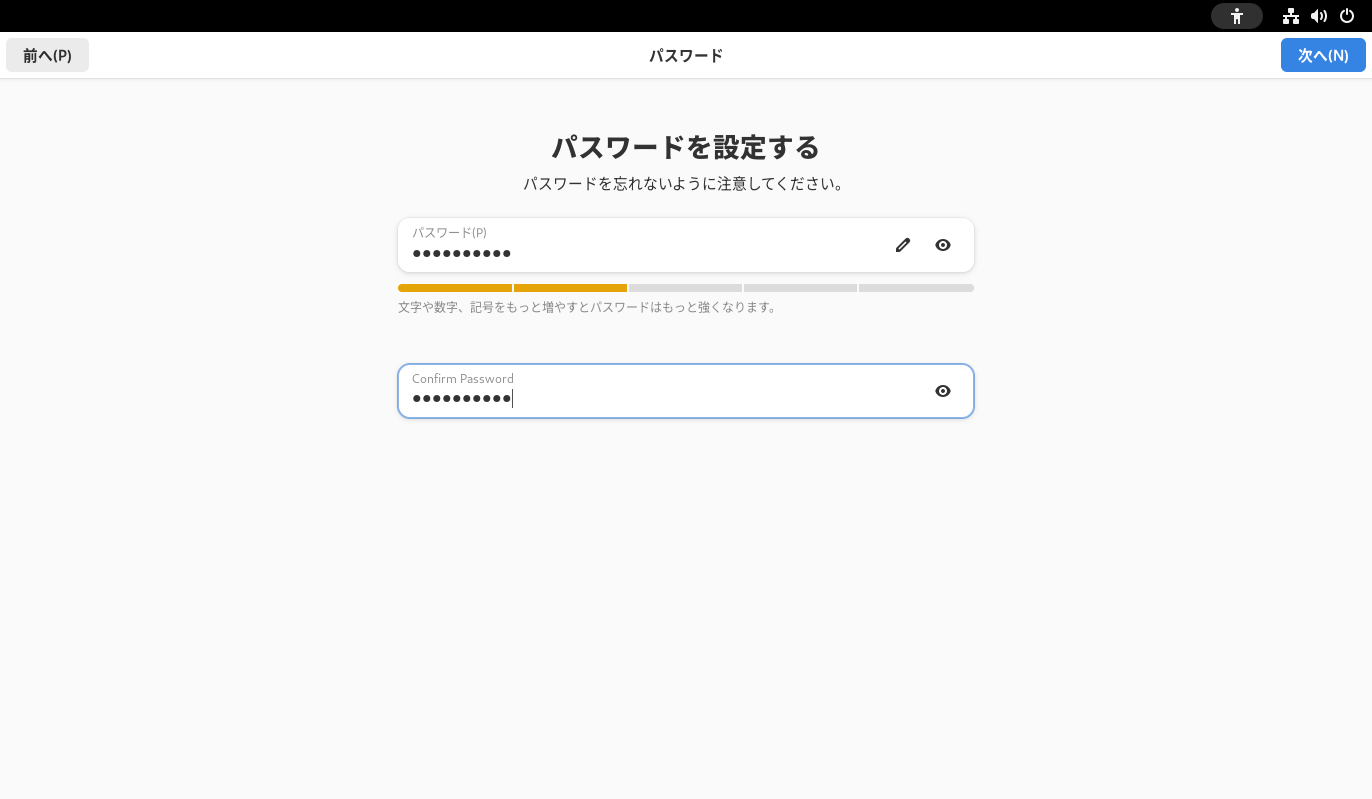 前へ(P)
パスワード
次へ(N)
パスワードを設定する
パスワードを忘れないように注意してください。
パスワード(P)
●●●●●●●●●●
文字や数字、記号をもっと増やすとパスワードはもっと強くなります。
Confirm Password
●●●●●●●●●●